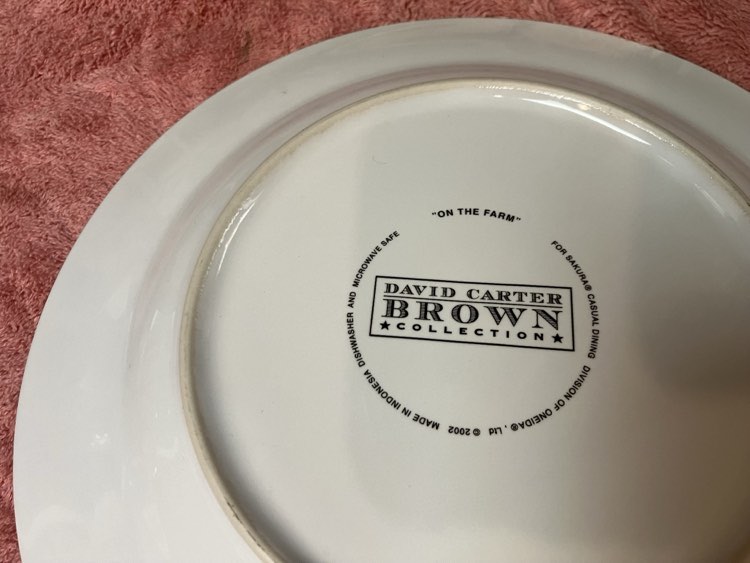 "ON THE FARM"
FOR SAKURA® CASUAL DINING DIVISION OF ONEIDA®, Ltd © 2002 MADE IN INDONESIA DISHWASHER AND MICROWAVE SAFE
DAVID CARTER
BROWN
★COLLECTION★